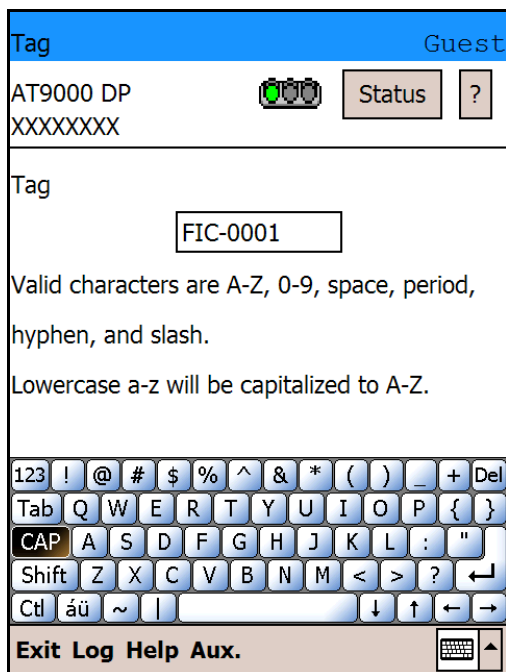 Tag Guest
AT9000 DP Status ?
XXXXXXXX
Tag
FIC-0001
Valid characters are A-Z, 0-9, space, period,
hyphen, and slash.
Lowercase a-z will be capitalized to A-Z.
123 ! @ # $ % ^ & * ( ) _ + Del
Tab Q W E R T Y U I O P { }
CAP A S D F G H J K L : "
Shift Z X C V B N M < > ? ↵
Ctl áü ~ | ↓ ↑ ← →
Exit Log Help Aux.